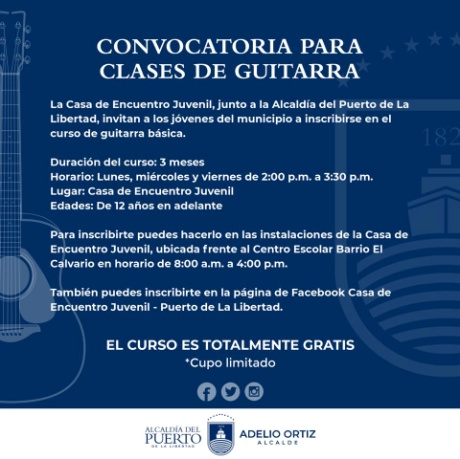 CONVOCATORIA PARA
CLASES DE GUITARRA
La Casa de Encuentro Juvenil, junto a la Alcaldía del Puerto de La
Libertad, invitan a los jóvenes del municipio a inscribirse en el
curso de guitarra básica.
Duración del curso: 3 meses
Horario: Lunes, miércoles y viernes de 2:00 p.m. a 3:30 p.m.
Lugar: Casa de Encuentro Juvenil
Edades: De 12 años en adelante
Para inscribirte puedes hacerlo en las instalaciones de la Casa de
Encuentro Juvenil, ubicada frente al Centro Escolar Barrio El
Calvario en horario de 8:00 a.m. a 4:00 p.m.
También puedes inscribirte en la página de Facebook Casa de
Encuentro Juvenil - Puerto de La Libertad.
EL CURSO ES TOTALMENTE GRATIS
*Cupo limitado
ALCALDÍA DEL
PUERTO
DE LA LIBERTAD
ADELIO ORTIZ
ALCALDE